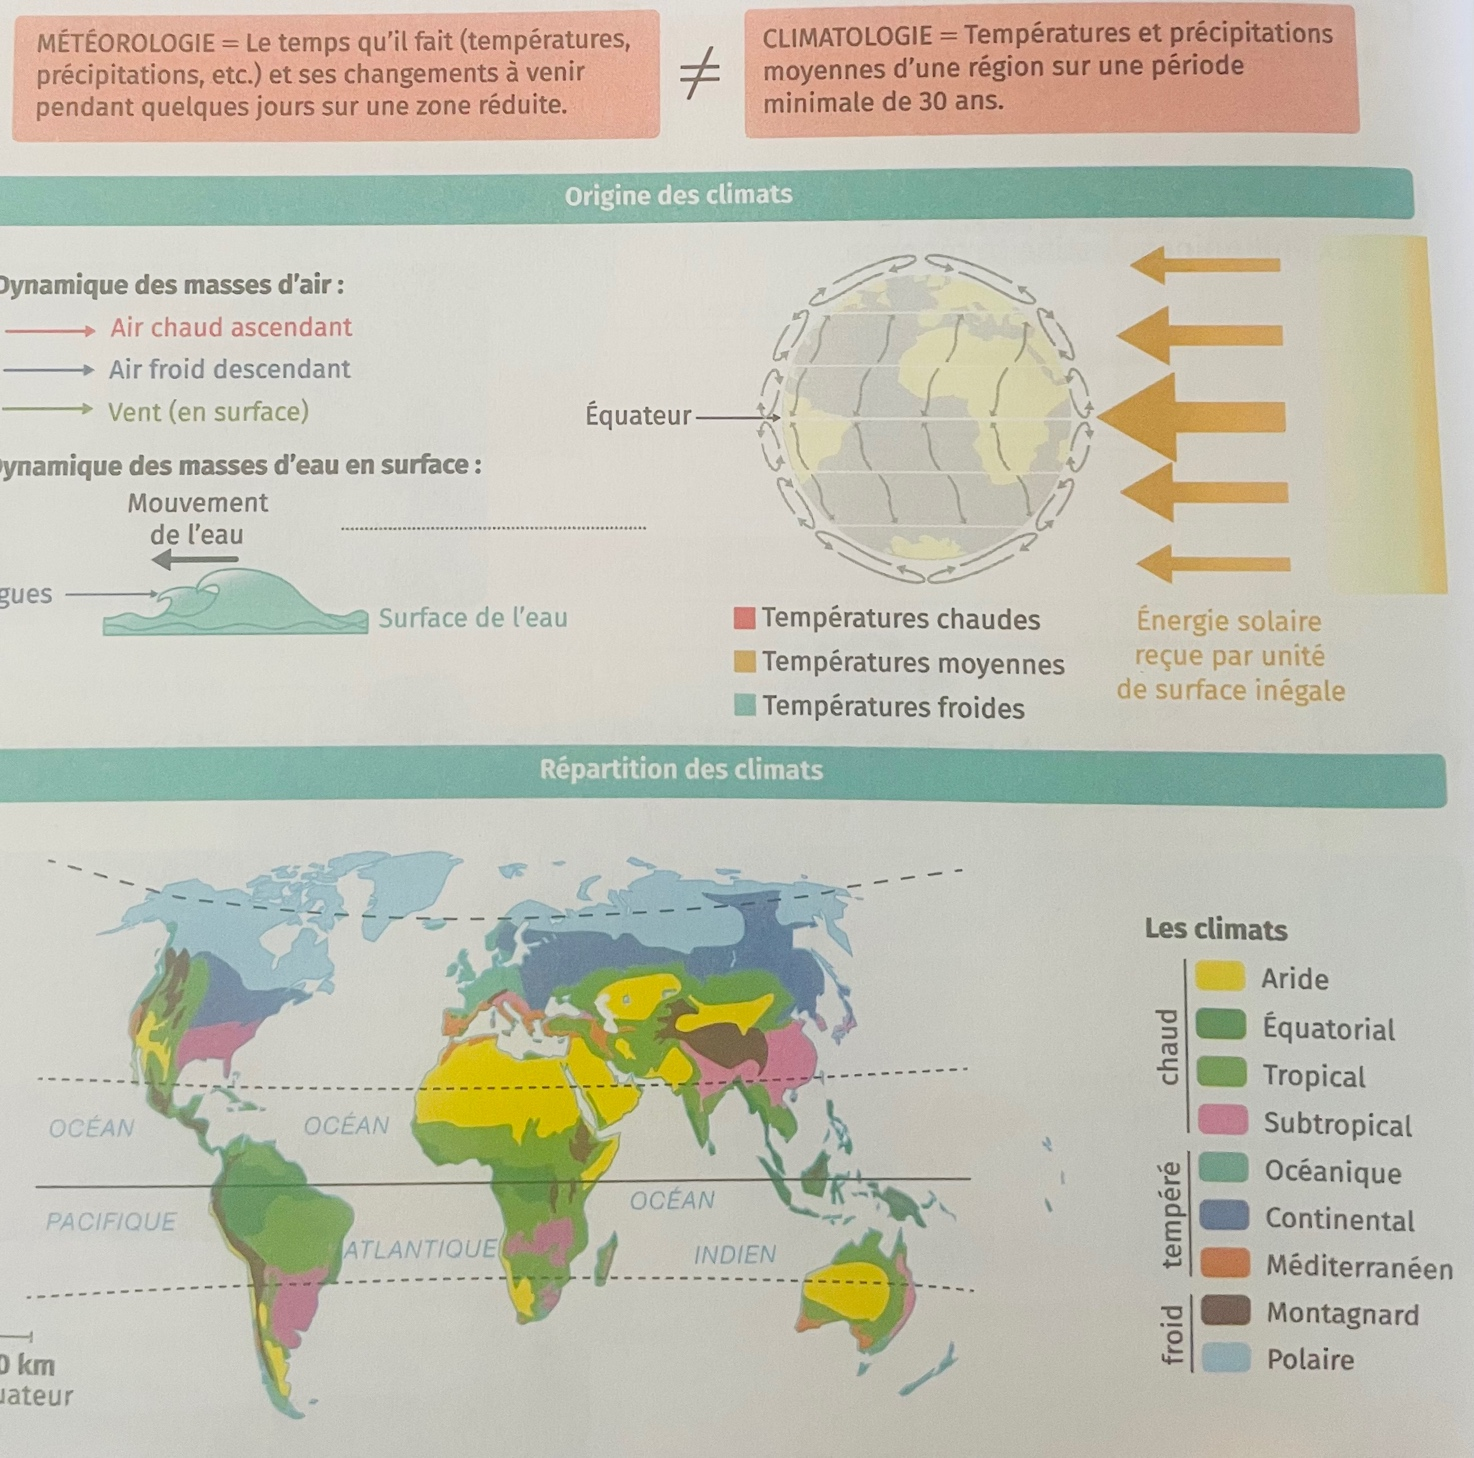 MÉTÉOROLOGIE = Le temps qu'il fait (températures,
précipitations, etc.) et ses changements à venir
pendant quelques jours sur une zone réduite.
≠
CLIMATOLOGIE = Températures et précipitations
moyennes d'une région sur une période
minimale de 30 ans.
Origine des climats
Dynamique des masses d'air :
Air chaud ascendant
Air froid descendant
Vent (en surface)
ynamique des masses d'eau en surface :
Mouvement
de l'eau
gues
Surface de l'eau
Équateur
Températures chaudes
Températures moyennes
Températures froides
Énergie solaire
reçue par unité
de surface inégale
Répartition des climats
OCÉAN
PACIFIQUE
OCÉAN
ATLANTIQUE
OCÉAN
INDIEN
0 km
uateur
Les climats
chaud
Aride
Équatorial
Tropical
Subtropical
tempéré
Océanique
Continental
Méditerranéen
froid
Montagnard
Polaire